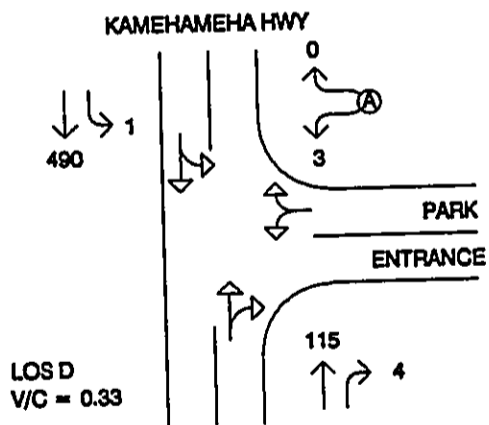 KAMEHAMEHA HWY
0
A
1
490
3
PARK
ENTRANCE
115
4
LOS D
V/C = 0.33